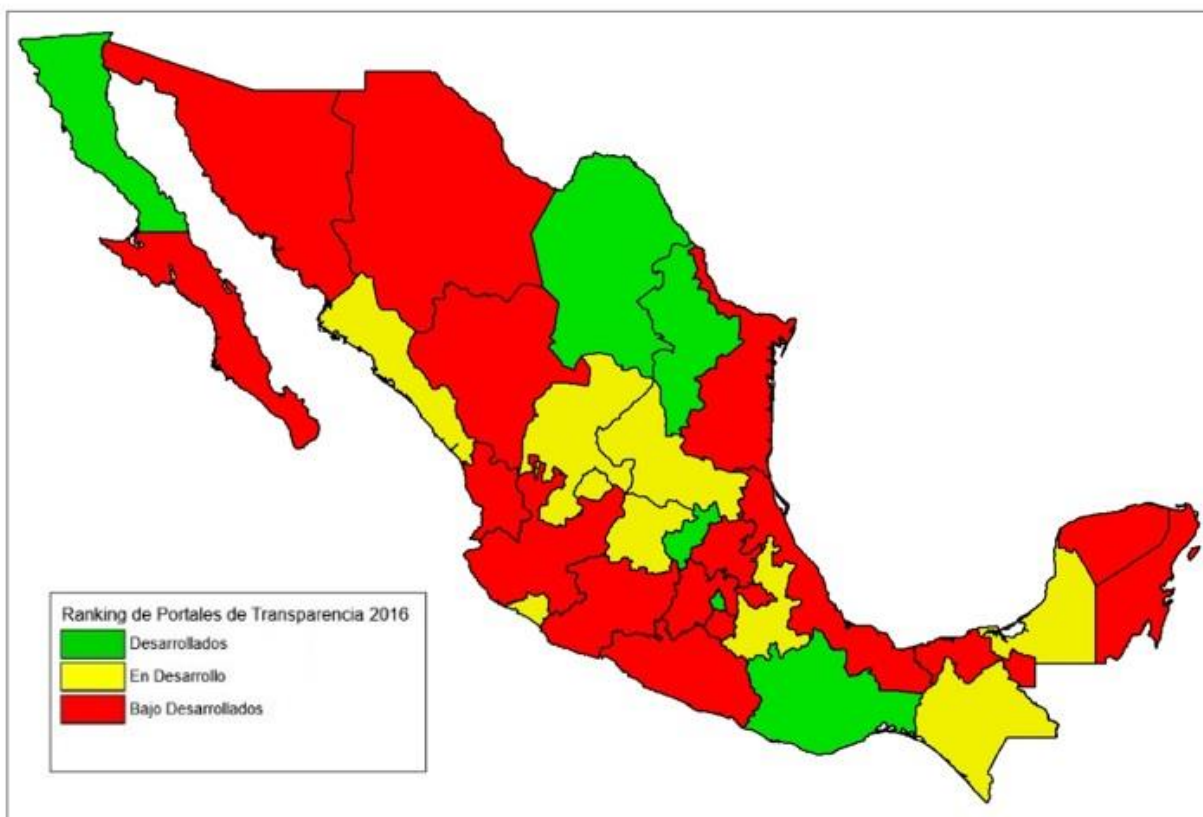 Ranking de Portales de Transparencia 2016
Desarrollados
En Desarrollo
Bajo Desarrollados